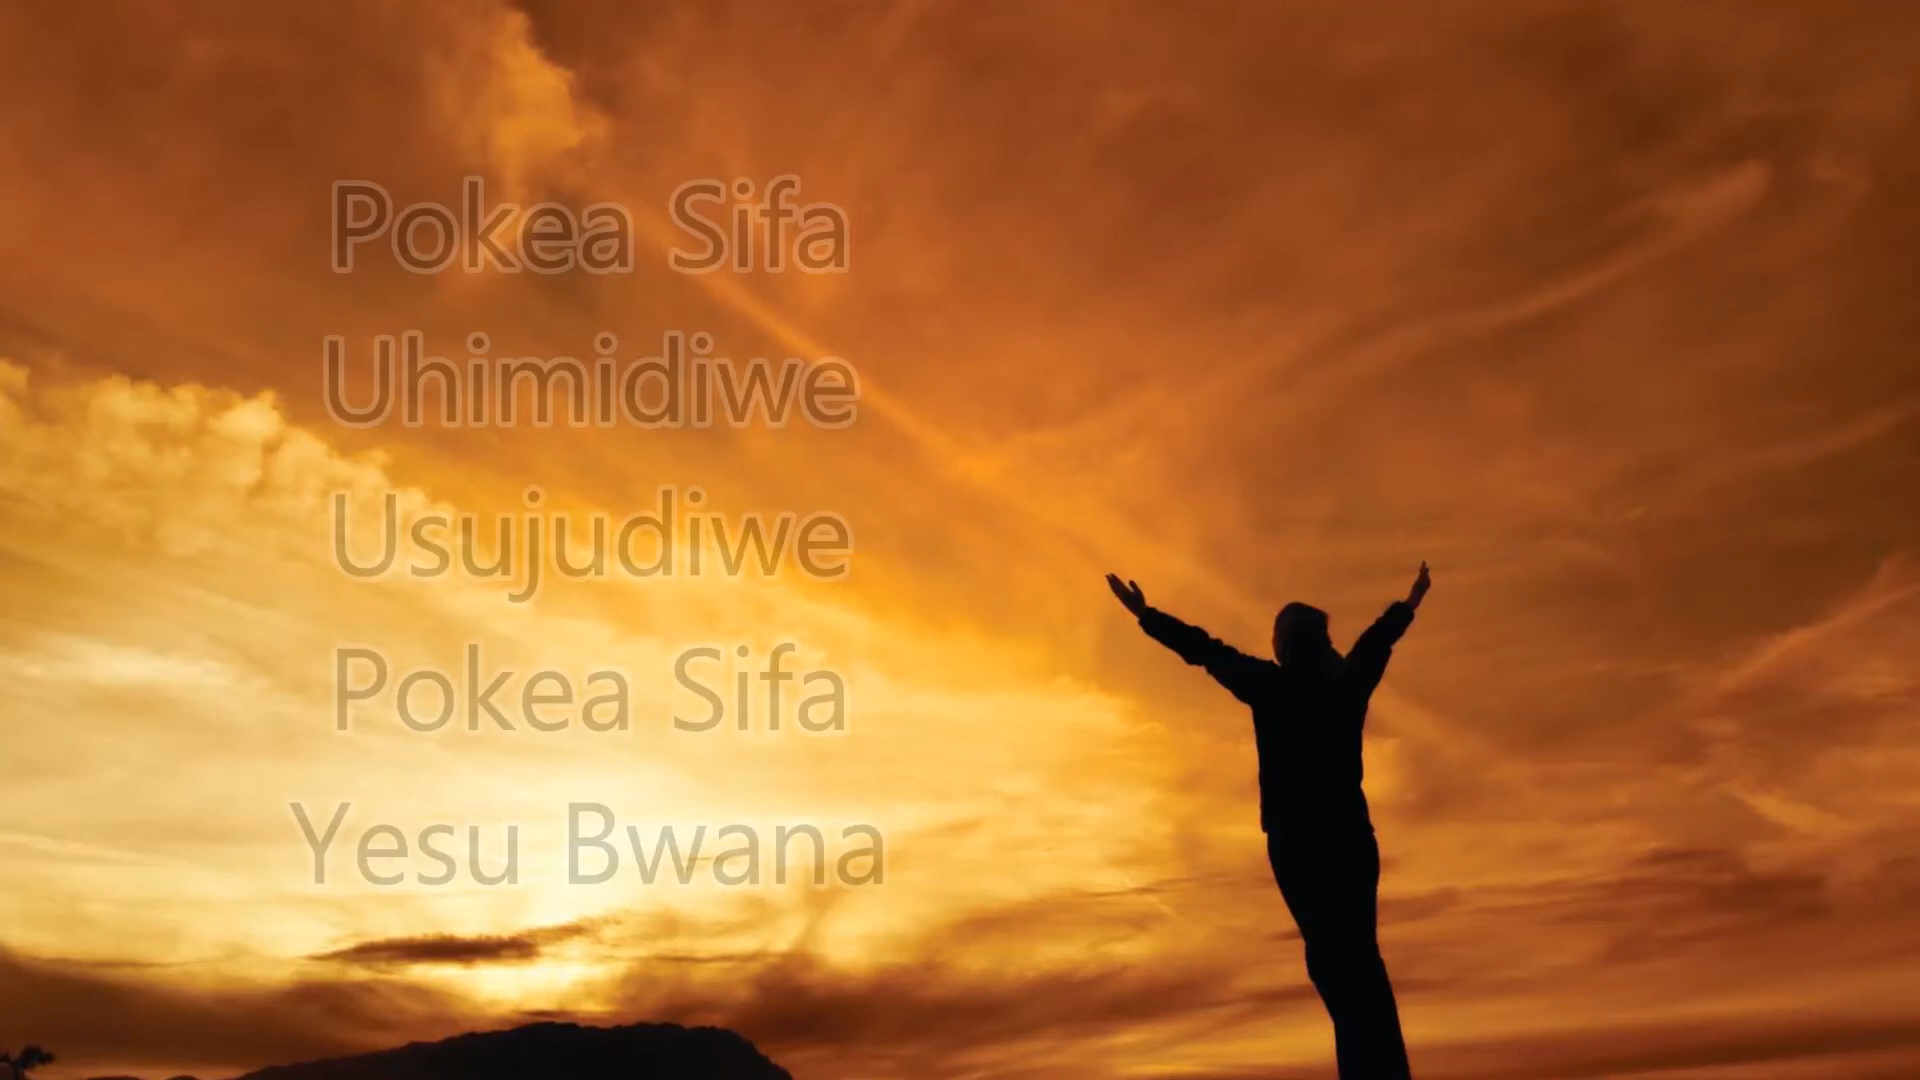 Pokea Sifa
Uhimidiwe
Usujudiwe
Pokea Sifa
Yesu Bwana